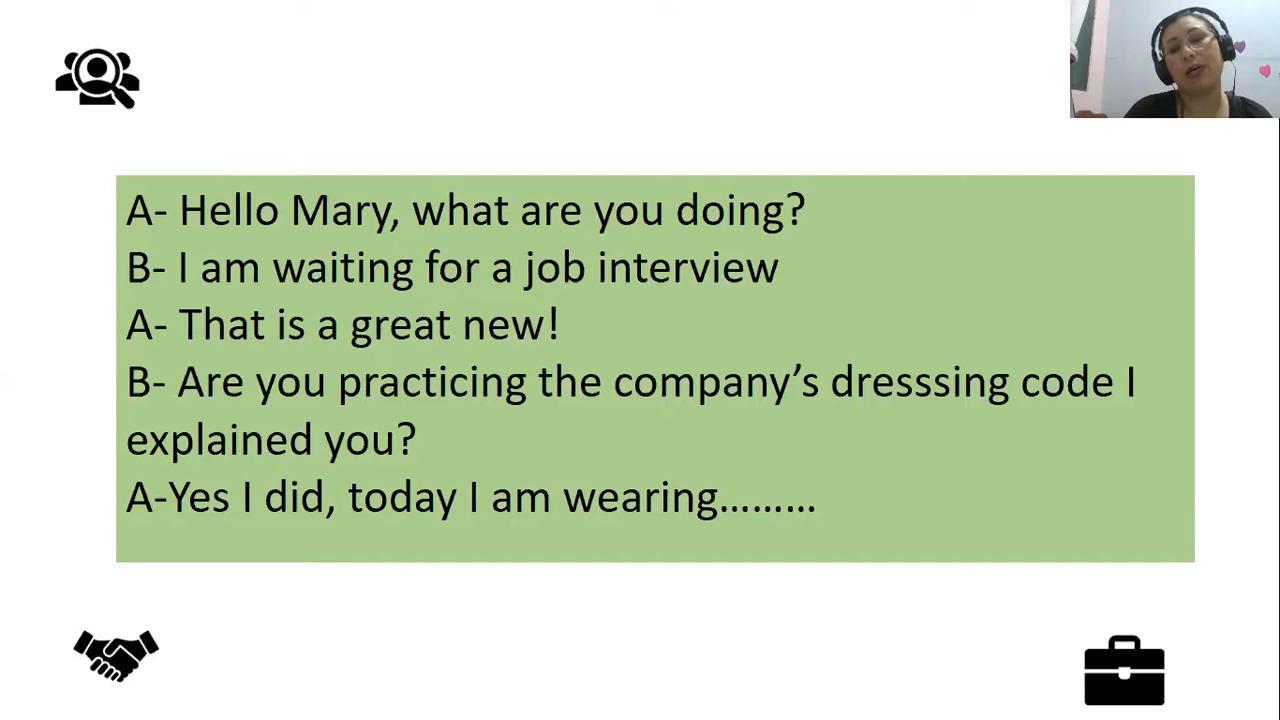 A- Hello Mary, what are you doing?
B- I am waiting for a job interview
A- That is a great new!
B- Are you practicing the company’s dresssing code I
explained you?
A-Yes I did, today I am wearing………